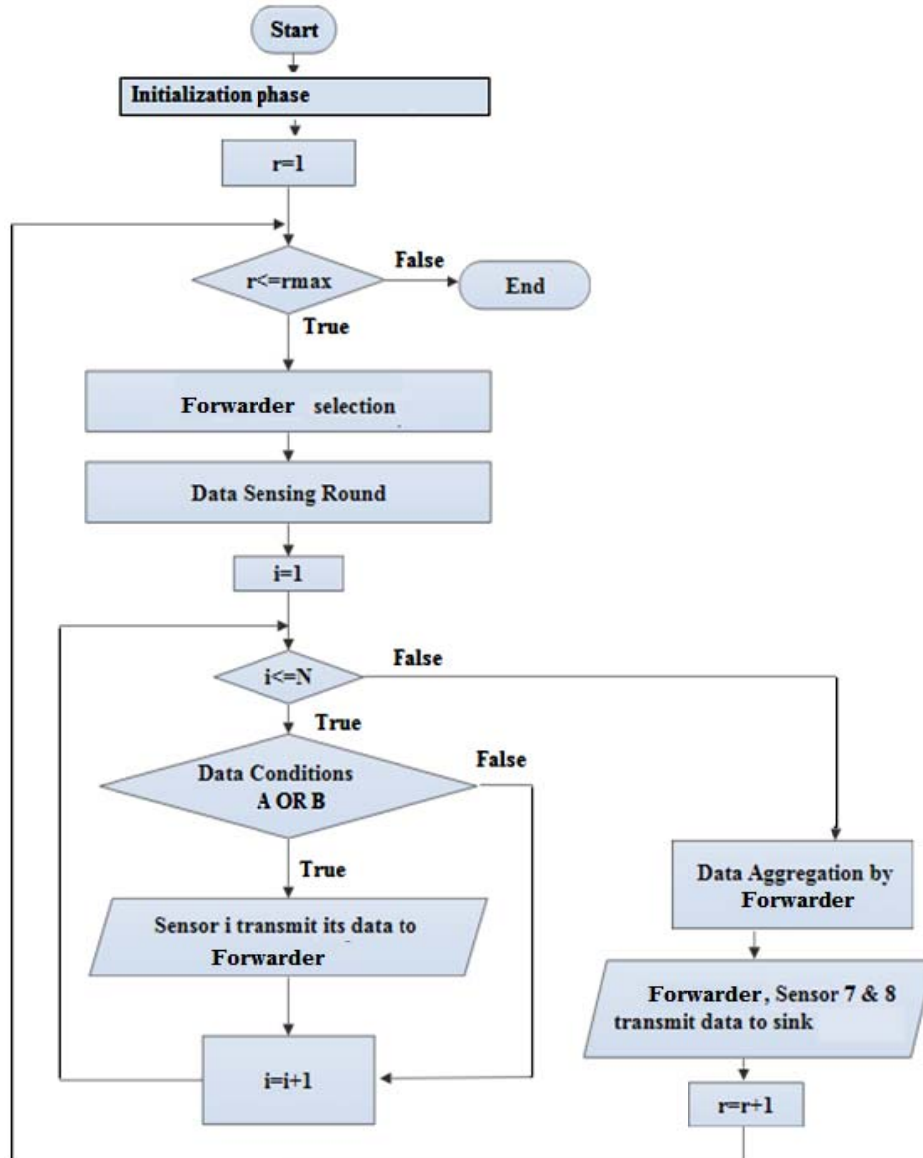 Start
Initialization phase
r=1
r<=rmax
False
End
True
Forwarder selection
Data Sensing Round
i=1
i<=N
False
True
Data Conditions
A OR B
False
True
Sensor i transmit its data to
Forwarder
i=i+1
Data Aggregation by
Forwarder
Forwarder, Sensor 7 & 8
transmit data to sink
r=r+1